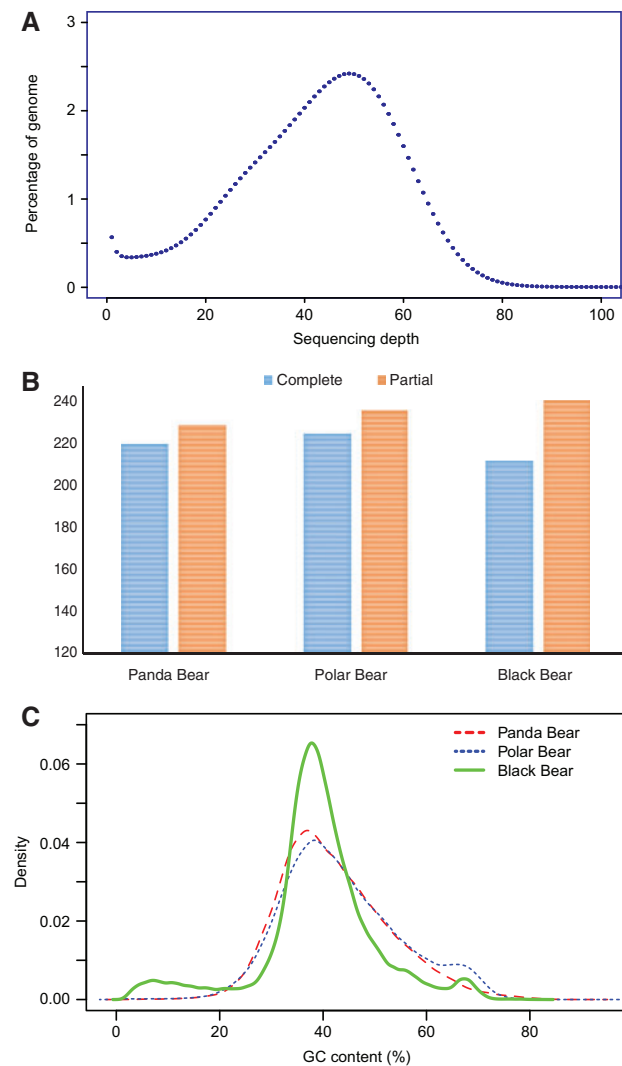 A
Percentage of genome
3
2
1
0
0 20 40 60 80 100
Sequencing depth
B
Complete Partial
240
220
200
180
160
140
120
Panda Bear Polar Bear Black Bear
C
Panda Bear
Polar Bear
Black Bear
Density
0.06
0.04
0.02
0.00
0 20 40 60 80
GC content (%)